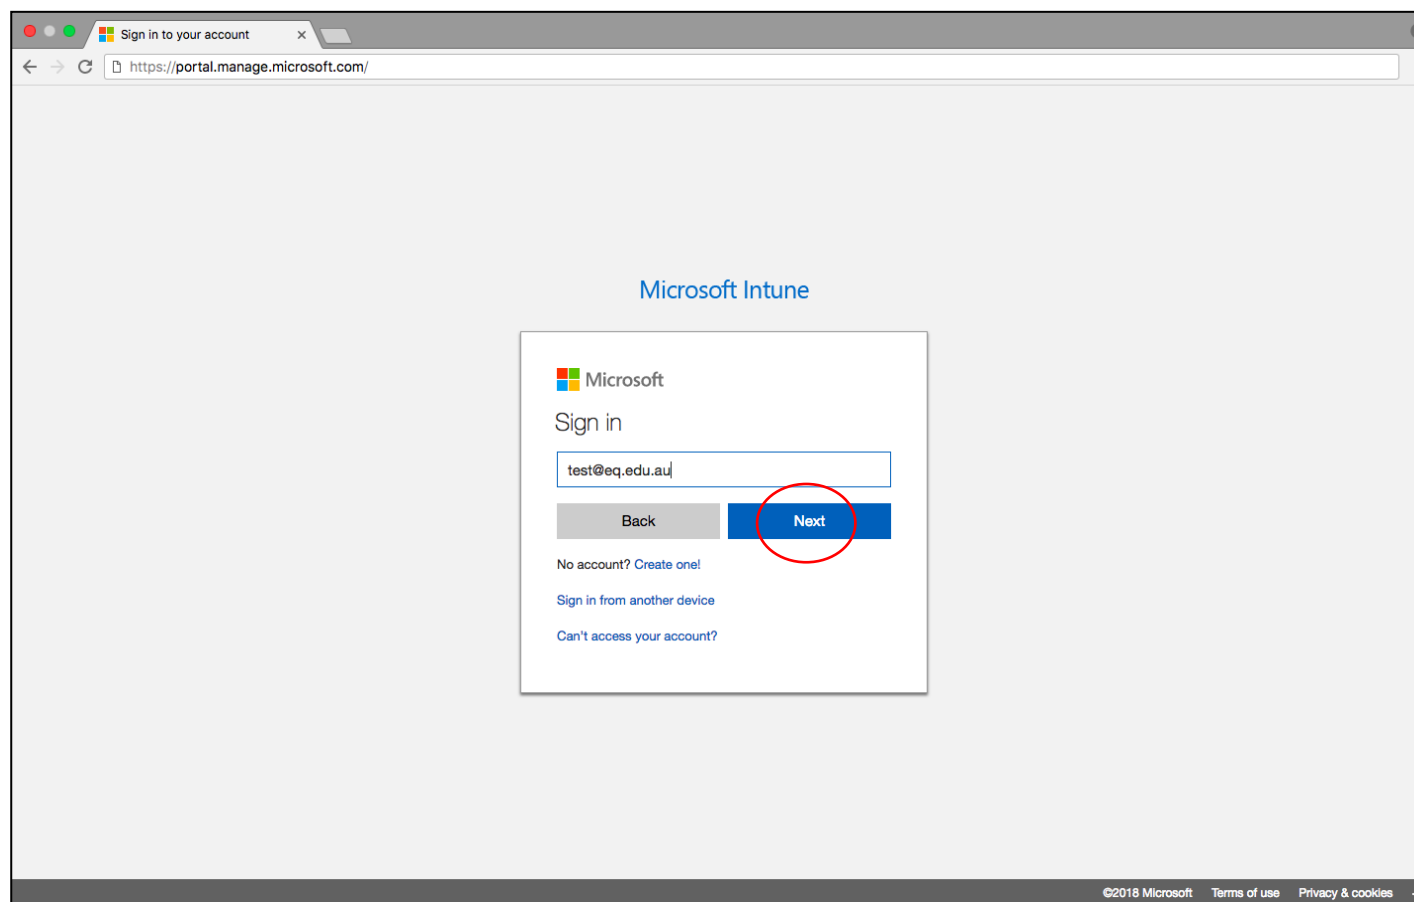 Sign in to your account
https://portal.manage.microsoft.com/
Microsoft Intune
Microsoft
Sign in
test@eq.edu.au
Back Next
No account? Create one!
Sign in from another device
Can't access your account?
©2018 Microsoft Terms of use Privacy & cookies